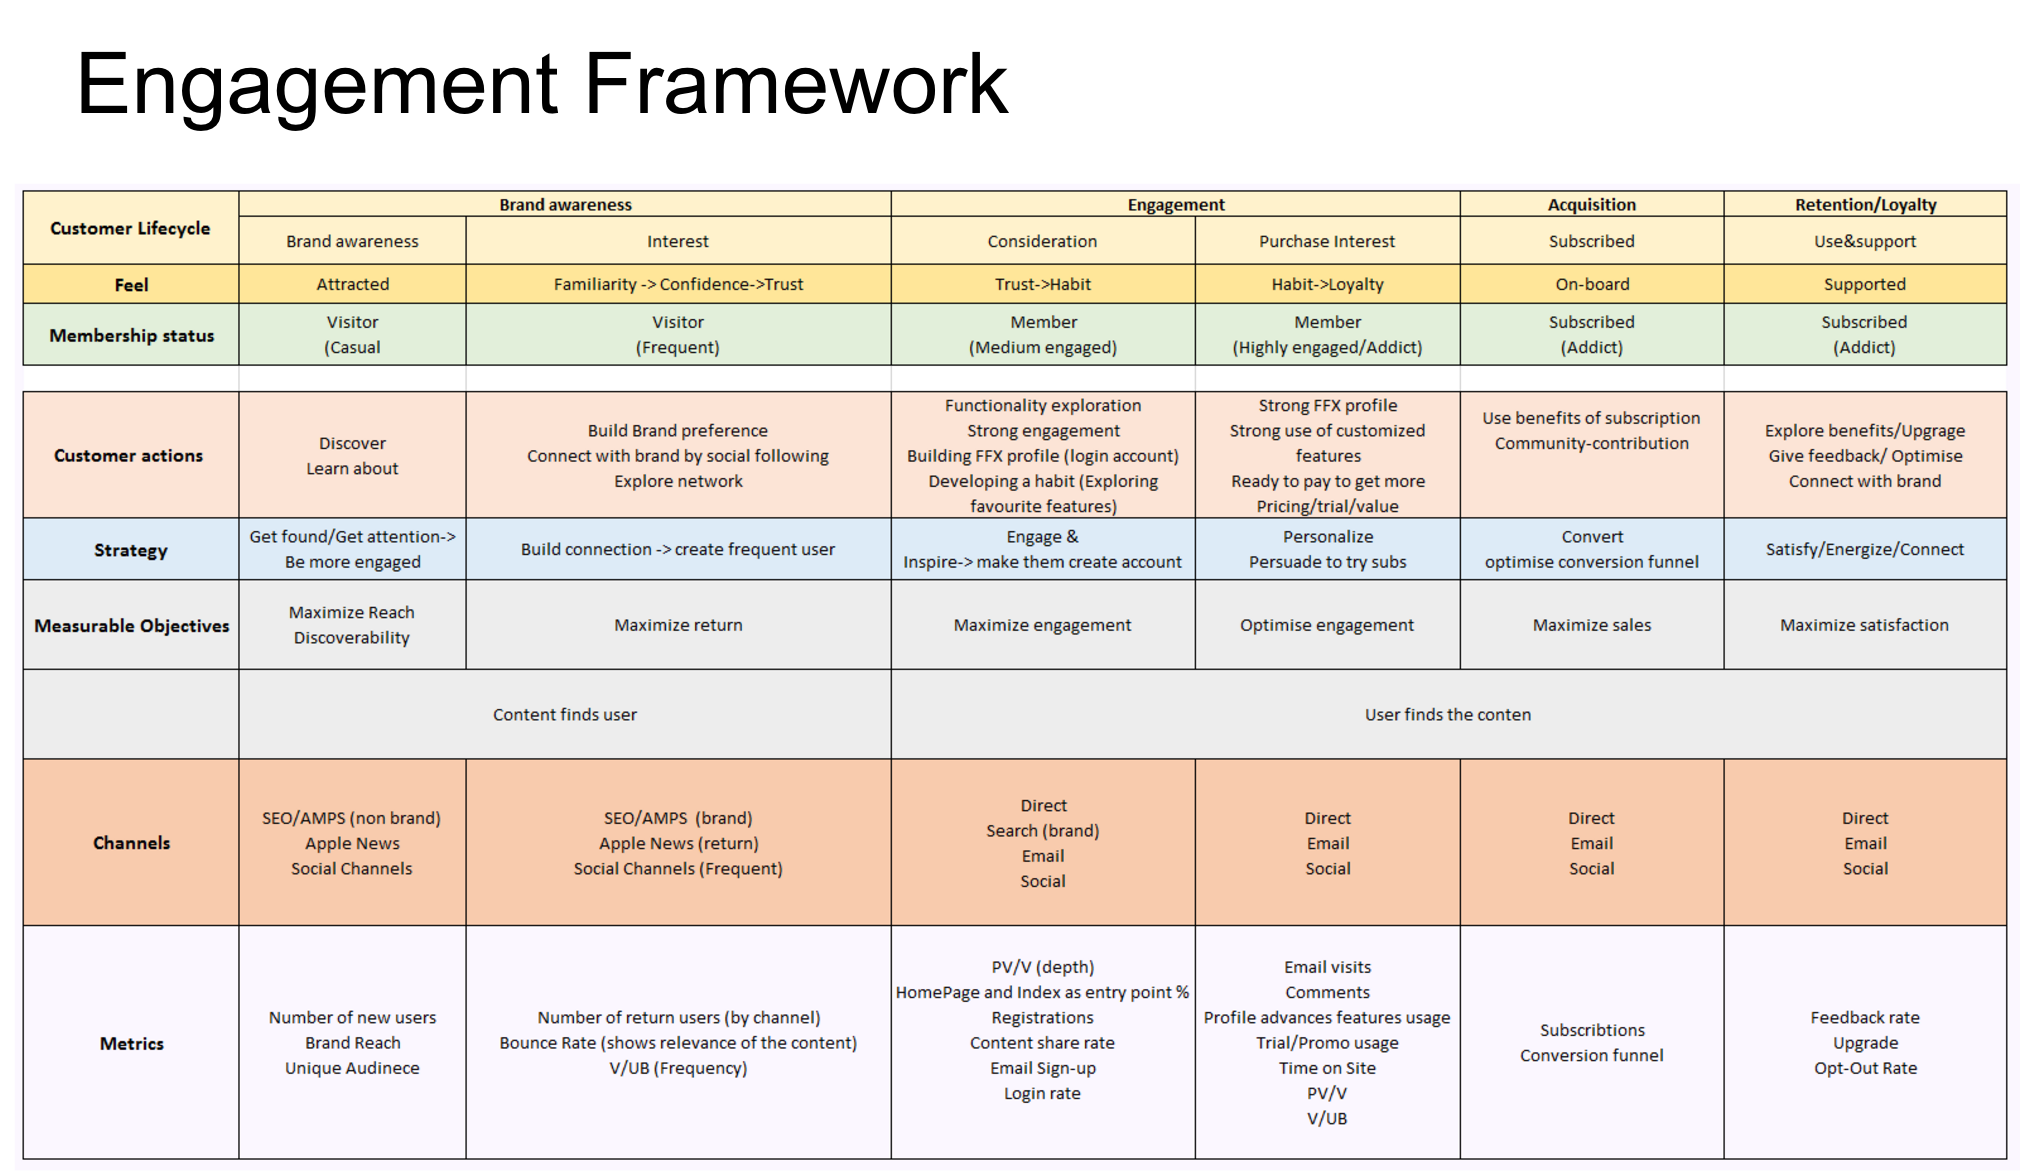 Engagement Framework
Customer Lifecycle
Brand awareness
Engagement
Acquisition
Retention/Loyalty
Brand awareness
Interest
Consideration
Purchase Interest
Subscribed
Use&support
Feel
Attracted
Familiarity -> Confidence->Trust
Trust->Habit
Habit->Loyalty
On-board
Supported
Membership status
Visitor
(Casual
Visitor
(Frequent)
Member
(Medium engaged)
Member
(Highly engaged/Addict)
Subscribed
(Addict)
Subscribed
(Addict)
Customer actions
Discover
Learn about
Build Brand preference
Connect with brand by social following
Explore network
Functionality exploration
Strong engagement
Building FFX profile (login account)
Developing a habit (Exploring
favourite features)
Strong FFX profile
Strong use of customized
features
Ready to pay to get more
Pricing/trial/value
Use benefits of subscription
Community-contribution
Explore benefits/Upgrage
Give feedback/ Optimise
Connect with brand
Strategy
Get found/Get attention->
Be more engaged
Build connection -> create frequent user
Engage &
Inspire-> make them create account
Personalize
Persuade to try subs
Convert
optimise conversion funnel
Satisfy/Energize/Connect
Measurable Objectives
Maximize Reach
Discoverability
Maximize return
Maximize engagement
Optimise engagement
Maximize sales
Maximize satisfaction
Content finds user
User finds the conten
Channels
SEO/AMPS (non brand)
Apple News
Social Channels
SEO/AMPS  (brand)
Apple News (return)
Social Channels (Frequent)
Direct
Search (brand)
Email
Social
Direct
Email
Social
Direct
Email
Social
Direct
Email
Social
Metrics
Number of new users
Brand Reach
Unique Audinece
Number of return users (by channel)
Bounce Rate (shows relevance of the content)
V/UB (Frequency)
PV/V (depth)
HomePage and Index as entry point %
Registrations
Content share rate
Email Sign-up
Login rate
Email visits
Comments
Profile advances features usage
Trial/Promo usage
Time on Site
PV/V
V/UB
Subscribtions
Conversion funnel
Feedback rate
Upgrade
Opt-Out Rate